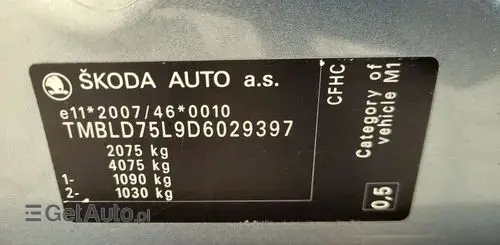 ŠKODA AUTO a.s.
e11*2007/46*0010
TMBLD75L9D6029397
2075 kg
4075 kg
1- 1090 kg
2- 1030 kg
CFHC
Category of
vehicle M1
0,5
GetAuto.pl